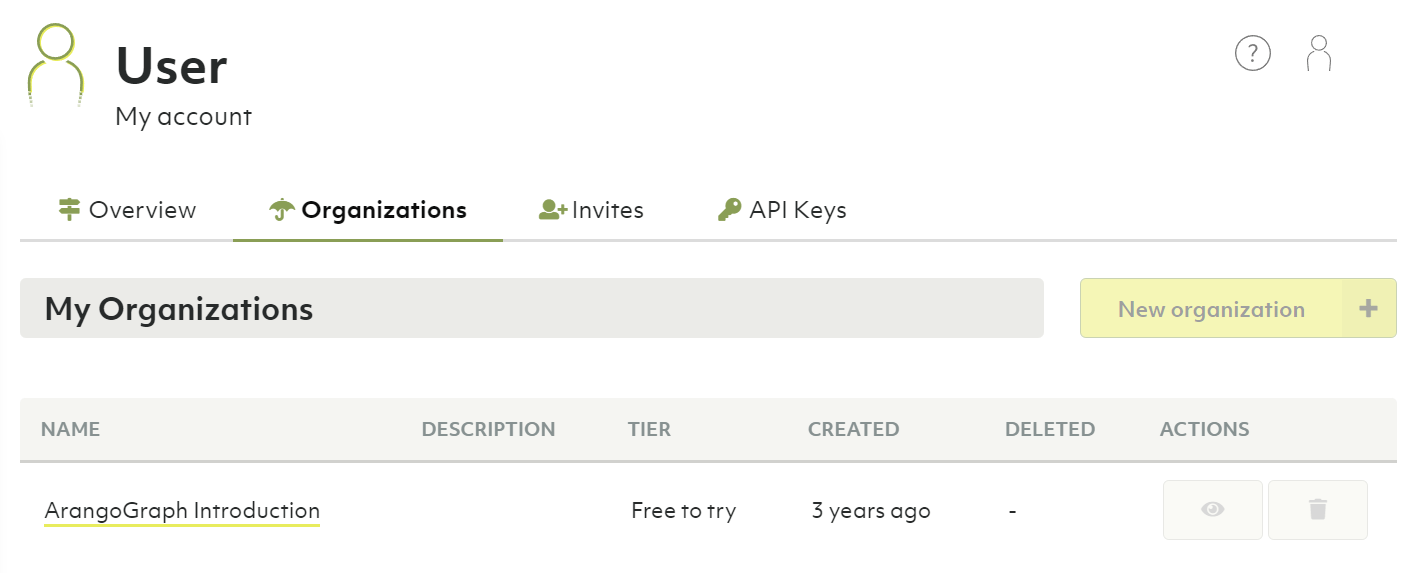 User
My account
?
Overview Organizations Invites API Keys
My Organizations New organization +
NAME DESCRIPTION TIER CREATED DELETED ACTIONS
ArangoGraph Introduction Free to try 3 years ago -